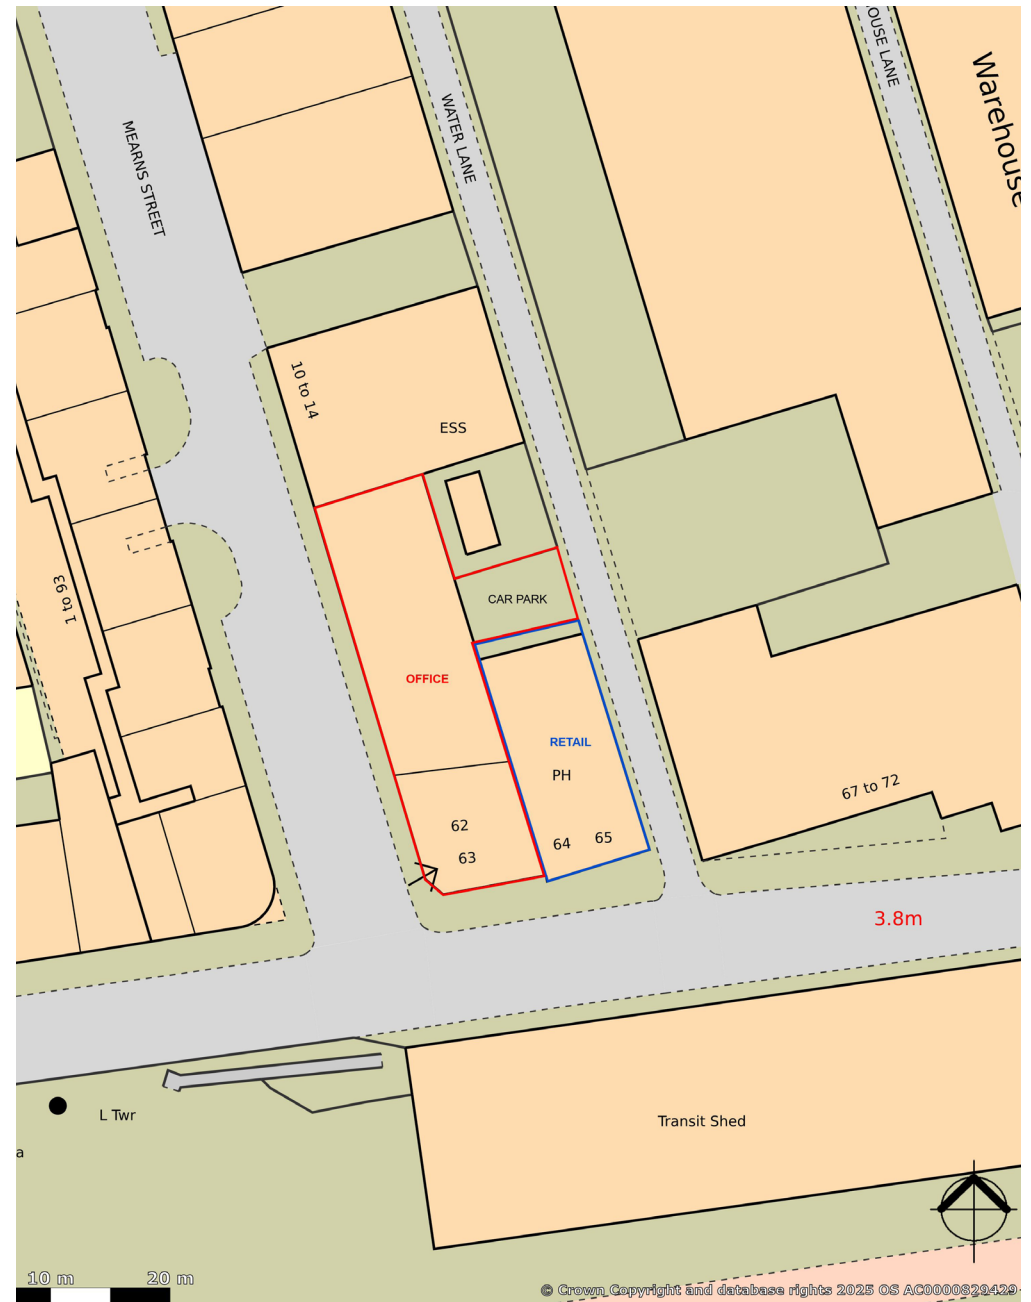 OUSE LANE
Warehouse
WATER LANE
MEARNS STREET
10 to 14
ESS
1 to 93
CAR PARK
OFFICE
RETAIL
PH
67 to 72
62
63
64
65
3.8m
L Twr
Transit Shed
a
10 m
20 m
© Crown Copyright and database rights 2025 OS AC0000829429